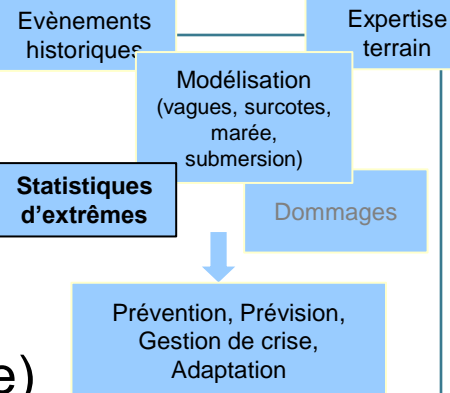 Evènements
historiques
Expertise
terrain
Modélisation
(vagues, surcotes,
marée,
submersion)
Statistiques
d'extrêmes
Dommages
Prévention, Prévision,
Gestion de crise,
Adaptation
e)